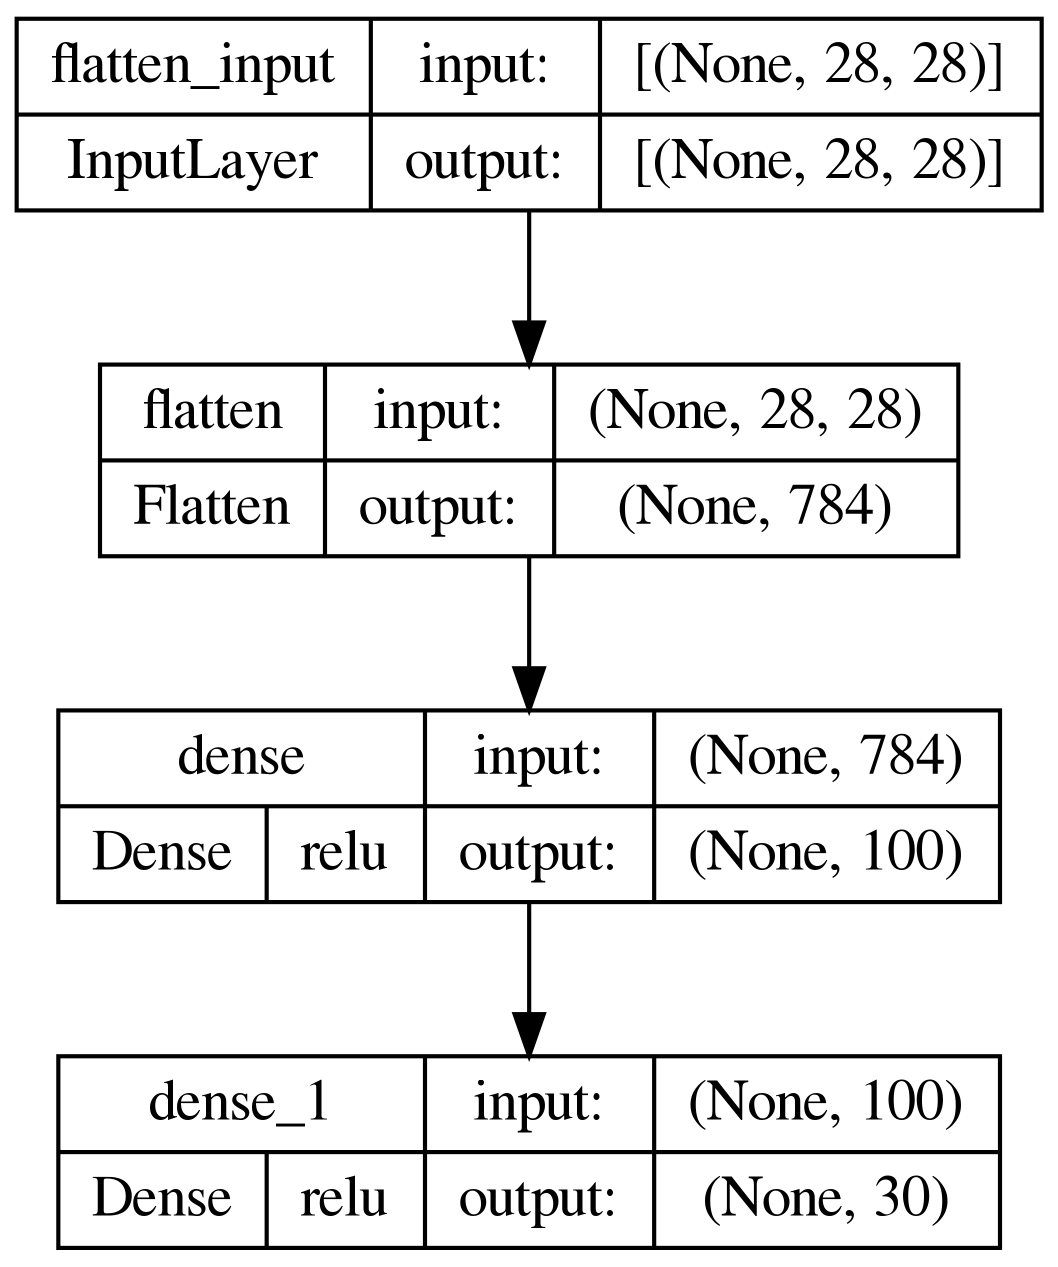 flatten_input input: [(None, 28, 28)]
InputLayer output: [(None, 28, 28)]
flatten input: (None, 28, 28)
Flatten output: (None, 784)
dense input: (None, 784)
Dense relu output: (None, 100)
dense_1 input: (None, 100)
Dense relu output: (None, 30)